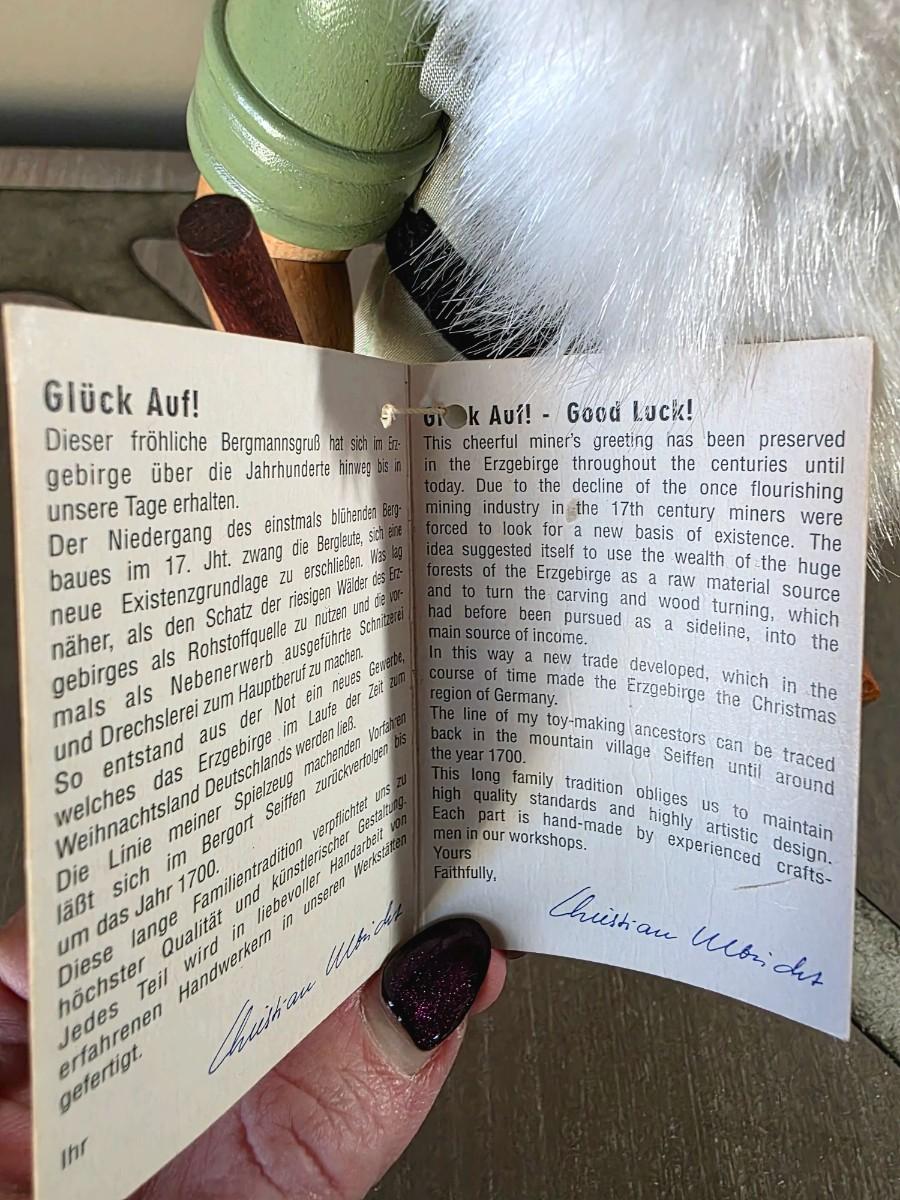 Glück Auf!
Dieser fröhliche Bergmannsgruß hat sich im Erz-
gebirge über die Jahrhunderte hinweg bis in
unsere Tage erhalten.
Der Niedergang des einstmals blühenden Berg-
baues im 17. Jht. zwang die Bergleute, sich eine
neue Existenzgrundlage zu erschließen. Was lag
näher, als den Schatz der riesigen Wälder des Erz-
gebirges als Rohstoffquelle zu nutzen und die vor-
mals als Nebenerwerb ausgeführte Schnitzerei
und Drechslerei zum Hauptberuf zu machen.
So entstand aus der Not ein neues Gewerbe,
welches das Erzgebirge im Laufe der Zeit zum
Weihnachtsland Deutschlands werden ließ.
Die Linie meiner Spielzeug machenden Vorfahren
läßt sich im Bergort Seiffen zurückverfolgen bis
um das Jahr 1700.
Diese lange Familientradition verpflichtet uns zu
höchster Qualität und künstlerischer Gestaltung.
Jedes Teil wird in liebevoller Handarbeit von
erfahrenen Handwerkern in unseren Werkstätten
gefertigt.
Ihr
Christian Ulbricht
Auf! - Good Luck!
This cheerful miner's greeting has been preserved
in the Erzgebirge throughout the centuries until
today. Due to the decline of the once flourishing
mining industry in the 17th century miners were
forced to look for a new basis of existence. The
idea suggested itself to use the wealth of the huge
forests of the Erzgebirge as a raw material source
and to turn the carving and wood turning, which
had before been pursued as a sideline, into the
main source of income.
In this way a new trade developed, which in the
course of time made the Erzgebirge the Christmas
region of Germany.
The line of my toy-making ancestors can be traced
back in the mountain village Seiffen until around
the year 1700.
This long family tradition obliges us to maintain
high quality standards and highly artistic design.
Each part is hand-made by experienced crafts-
men in our workshops.
Yours
Faithfully,
Christian Ulbricht